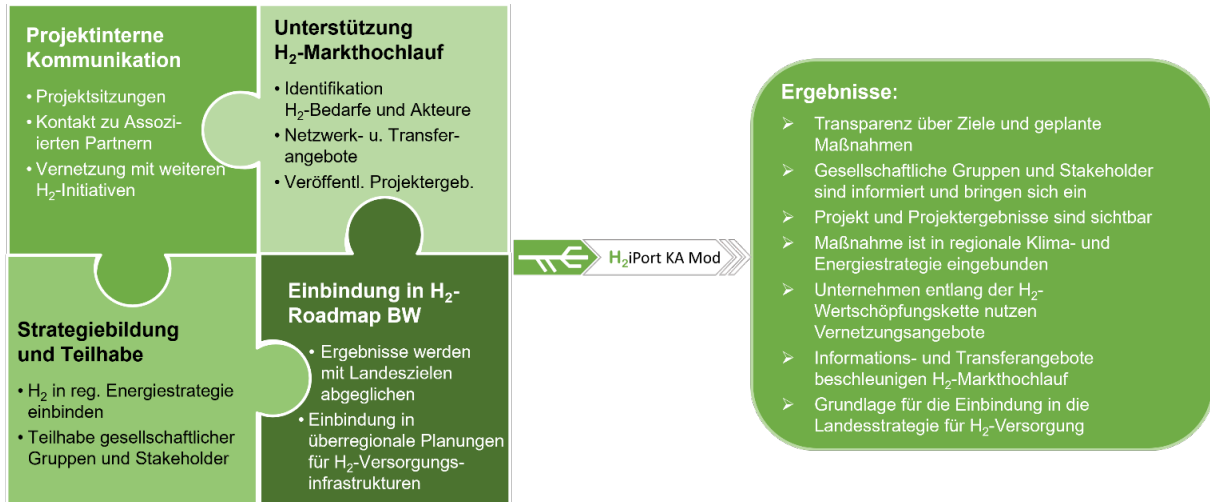 Projektinterne
Kommunikation
• Projektsitzungen
• Kontakt zu Assozi-
ierten Partnern
• Vernetzung mit weiteren
H₂-Initiativen
Unterstützung
H₂-Markthochlauf
• Identifikation
H₂-Bedarfe und Akteure
• Netzwerk- u. Transfer-
angebote
• Veröffentl. Projektergeb.
Strategiebildung
und Teilhabe
• H₂ in reg. Energiestrategie
einbinden
• Teilhabe gesellschaftlicher
Gruppen und Stakeholder
Einbindung in H₂-
Roadmap BW
• Ergebnisse werden
mit Landeszielen
abgeglichen
• Einbindung in
überregionale Planungen
für H₂-Versorgungs-
infrastrukturen
H₂iPort KA Mod
Ergebnisse:
➢ Transparenz über Ziele und geplante
Maßnahmen
➢ Gesellschaftliche Gruppen und Stakeholder
sind informiert und bringen sich ein
➢ Projekt und Projektergebnisse sind sichtbar
➢ Maßnahme ist in regionale Klima- und
Energiestrategie eingebunden
➢ Unternehmen entlang der H₂-
Wertschöpfungskette nutzen
Vernetzungsangebote
➢ Informations- und Transferangebote
beschleunigen H₂-Markthochlauf
➢ Grundlage für die Einbindung in die
Landesstrategie für H₂-Versorgung